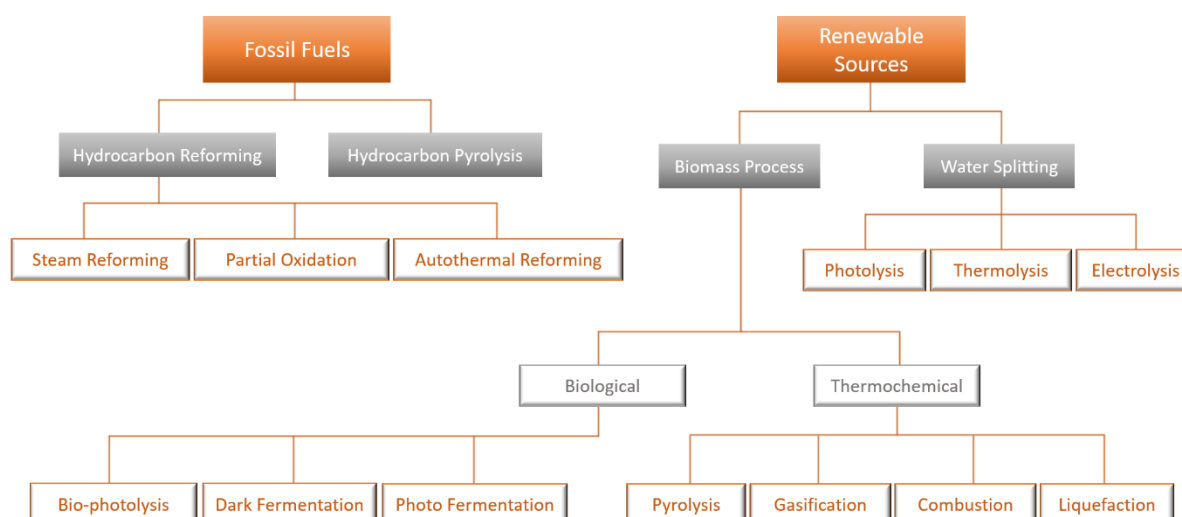 Fossil Fuels
Renewable
Sources
Hydrocarbon Reforming
Hydrocarbon Pyrolysis
Biomass Process
Water Splitting
Steam Reforming
Partial Oxidation
Autothermal Reforming
Photolysis
Thermolysis
Electrolysis
Biological
Thermochemical
Bio-photolysis
Dark Fermentation
Photo Fermentation
Pyrolysis
Gasification
Combustion
Liquefaction